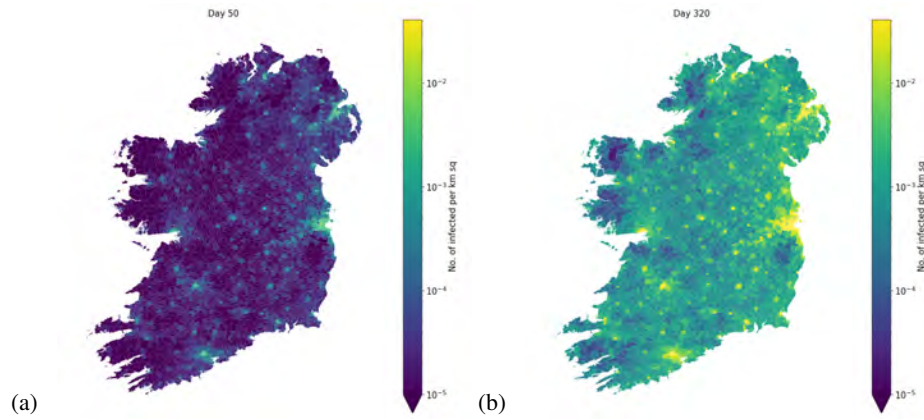 Day 50
10⁻²
10⁻³
10⁻⁴
10⁻⁵
No. of infected per km sq
(a)
Day 320
10⁻²
10⁻³
10⁻⁴
10⁻⁵
No. of infected per km sq
(b)